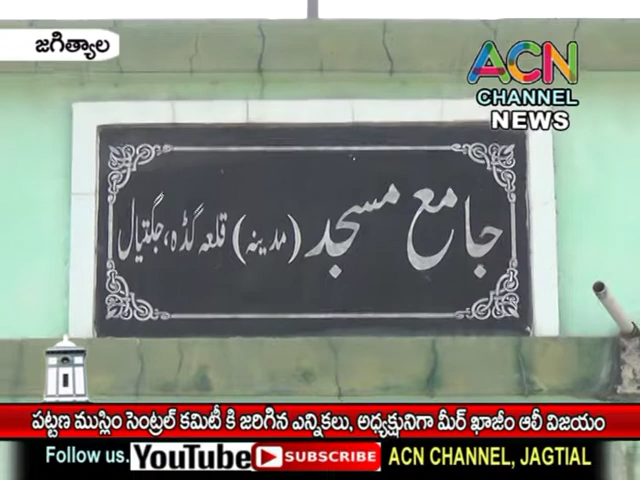 జగిత్యాల
ACN
CHANNEL
NEWS
جامع مسجد (مدینہ) قلعہ گڈہ، جگتیال
పట్టణ ముస్లిం సెంట్రల్ కమిటీ కి జరిగిన ఎన్నికలు, అధ్యక్షునిగా మీర్ ఖాజీం ఆలీ విజయం
Follow us. YouTube SUBSCRIBE ACN CHANNEL, JAGTIAL